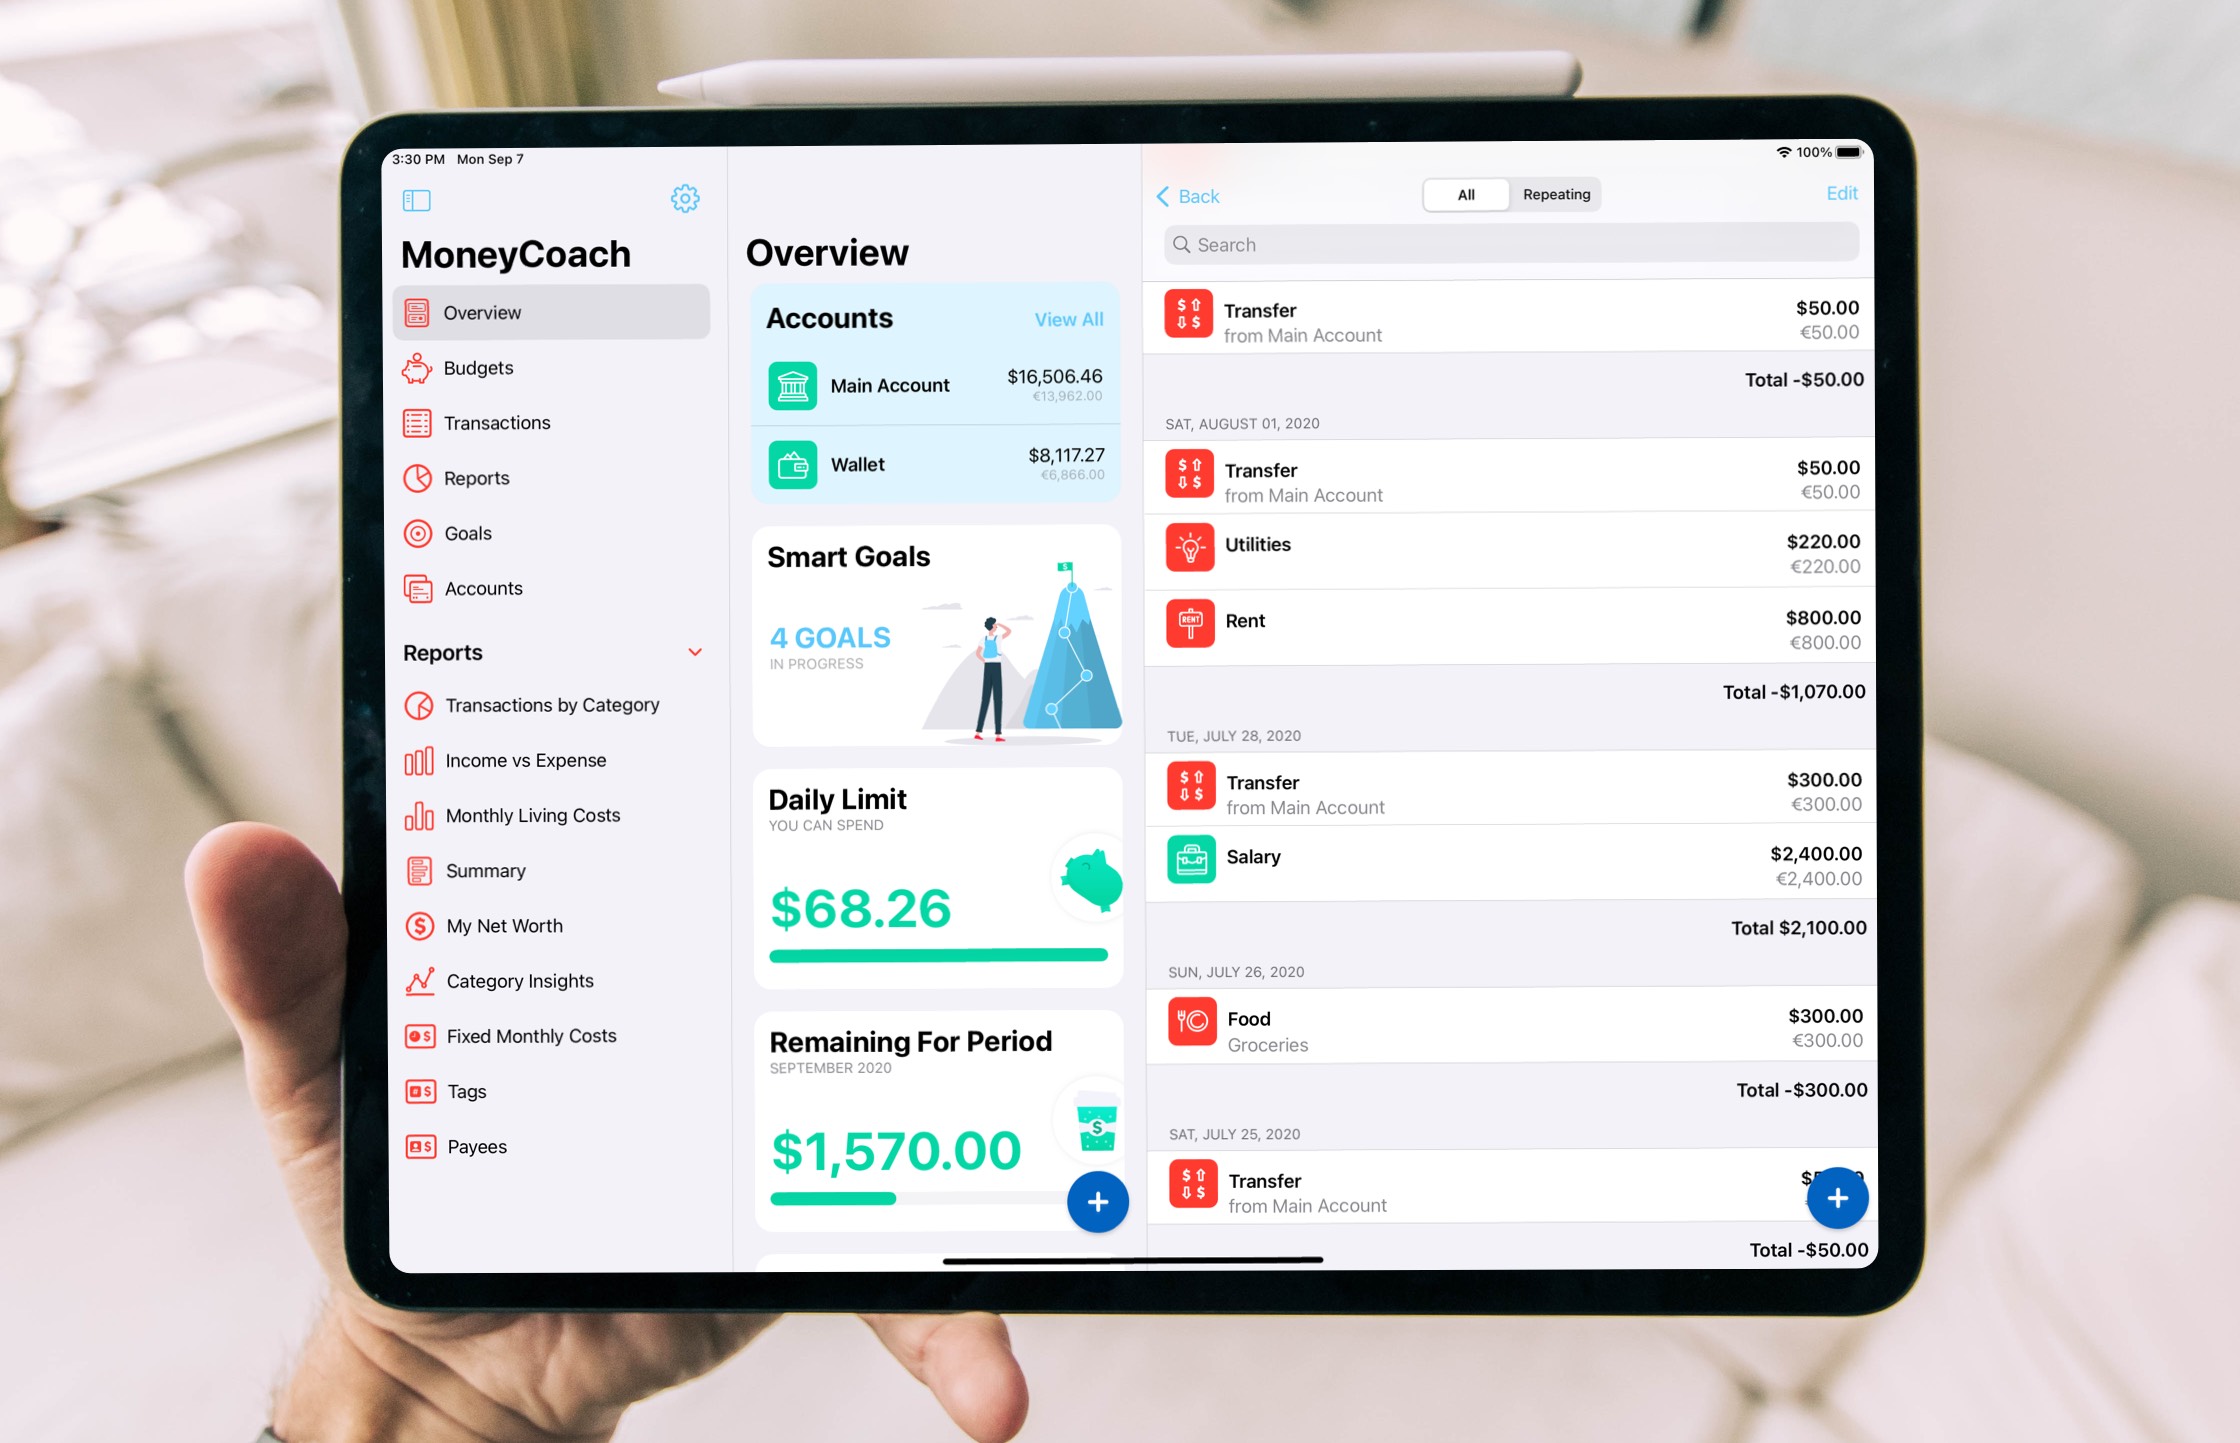 3:30 PM Mon Sep 7
100%
MoneyCoach
Overview
Budgets
Transactions
Reports
Goals
Accounts
Reports
Transactions by Category
Income vs Expense
Monthly Living Costs
Summary
My Net Worth
Category Insights
Fixed Monthly Costs
Tags
Payees
Overview
Accounts View All
Main Account $16,506.46
€13,962.00
Wallet $8,117.27
€6,866.00
Smart Goals
4 GOALS
IN PROGRESS
Daily Limit
YOU CAN SPEND
$68.26
Remaining For Period
SEPTEMBER 2020
$1,570.00
Back All Repeating Edit
Search
Transfer $50.00
from Main Account €50.00
Total -$50.00
SAT, AUGUST 01, 2020
Transfer $50.00
from Main Account €50.00
Utilities $220.00
€220.00
Rent $800.00
€800.00
Total -$1,070.00
TUE, JULY 28, 2020
Transfer $300.00
from Main Account €300.00
Salary $2,400.00
€2,400.00
Total $2,100.00
SUN, JULY 26, 2020
Food $300.00
Groceries €300.00
Total -$300.00
SAT, JULY 25, 2020
Transfer
from Main Account
Total -$50.00